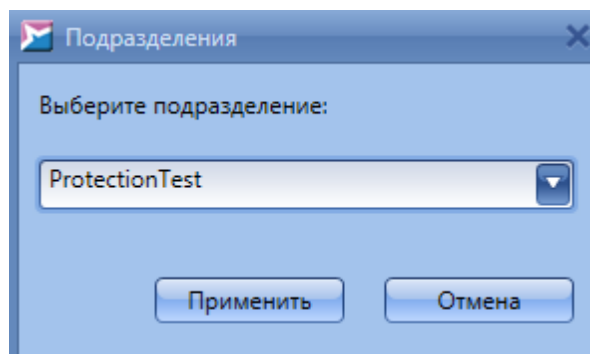 Подразделения
Выберите подразделение:
ProtectionTest
Применить Отмена